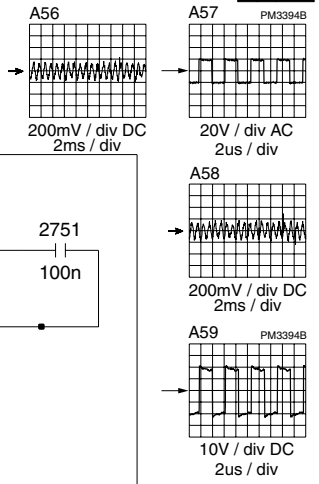 A56
200mV / div DC
2ms / div
A57 PM3394B
20V / div AC
2us / div
A58
200mV / div DC
2ms / div
2751
100n
A59 PM3394B
10V / div DC
2us / div